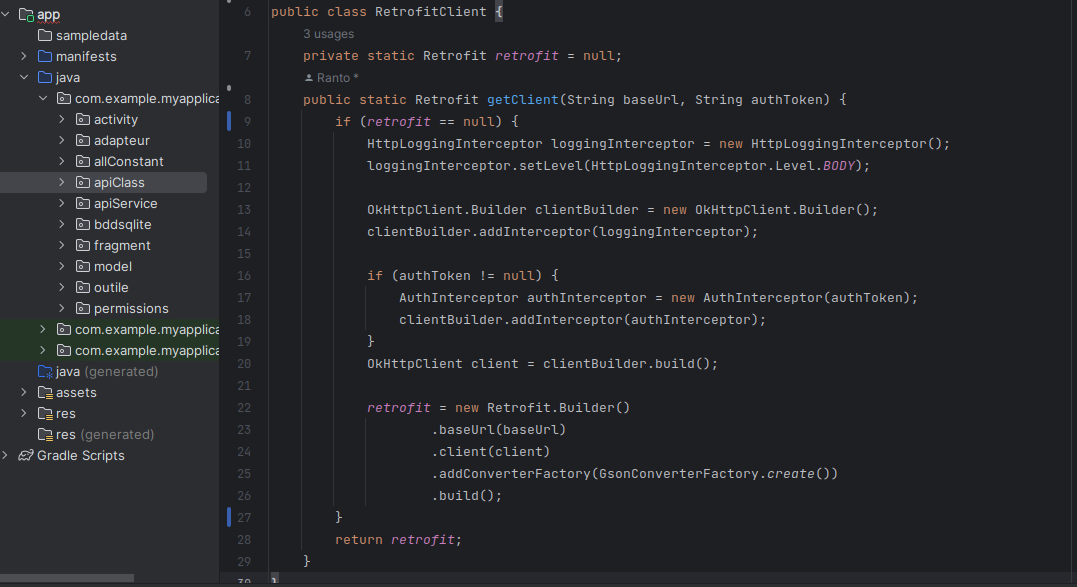 app
sampledata
manifests
java
com.example.myapplica
activity
adapteur
allConstant
apiClass
apiService
bddsqlite
fragment
model
outile
permissions
com.example.myapplica
com.example.myapplica
java (generated)
assets
res
res (generated)
Gradle Scripts
6 public class RetrofitClient {
3 usages
7 private static Retrofit retrofit = null;
Ranto *
8 public static Retrofit getClient(String baseUrl, String authToken) {
9 if (retrofit == null) {
10 HttpLoggingInterceptor loggingInterceptor = new HttpLoggingInterceptor();
11 loggingInterceptor.setLevel(HttpLoggingInterceptor.Level.BODY);
12
13 OkHttpClient.Builder clientBuilder = new OkHttpClient.Builder();
14 clientBuilder.addInterceptor(loggingInterceptor);
15
16 if (authToken != null) {
17 AuthInterceptor authInterceptor = new AuthInterceptor(authToken);
18 clientBuilder.addInterceptor(authInterceptor);
19 }
20 OkHttpClient client = clientBuilder.build();
21
22 retrofit = new Retrofit.Builder()
23 .baseUrl(baseUrl)
24 .client(client)
25 .addConverterFactory(GsonConverterFactory.create())
26 .build();
27 }
28 return retrofit;
29 }
30 }